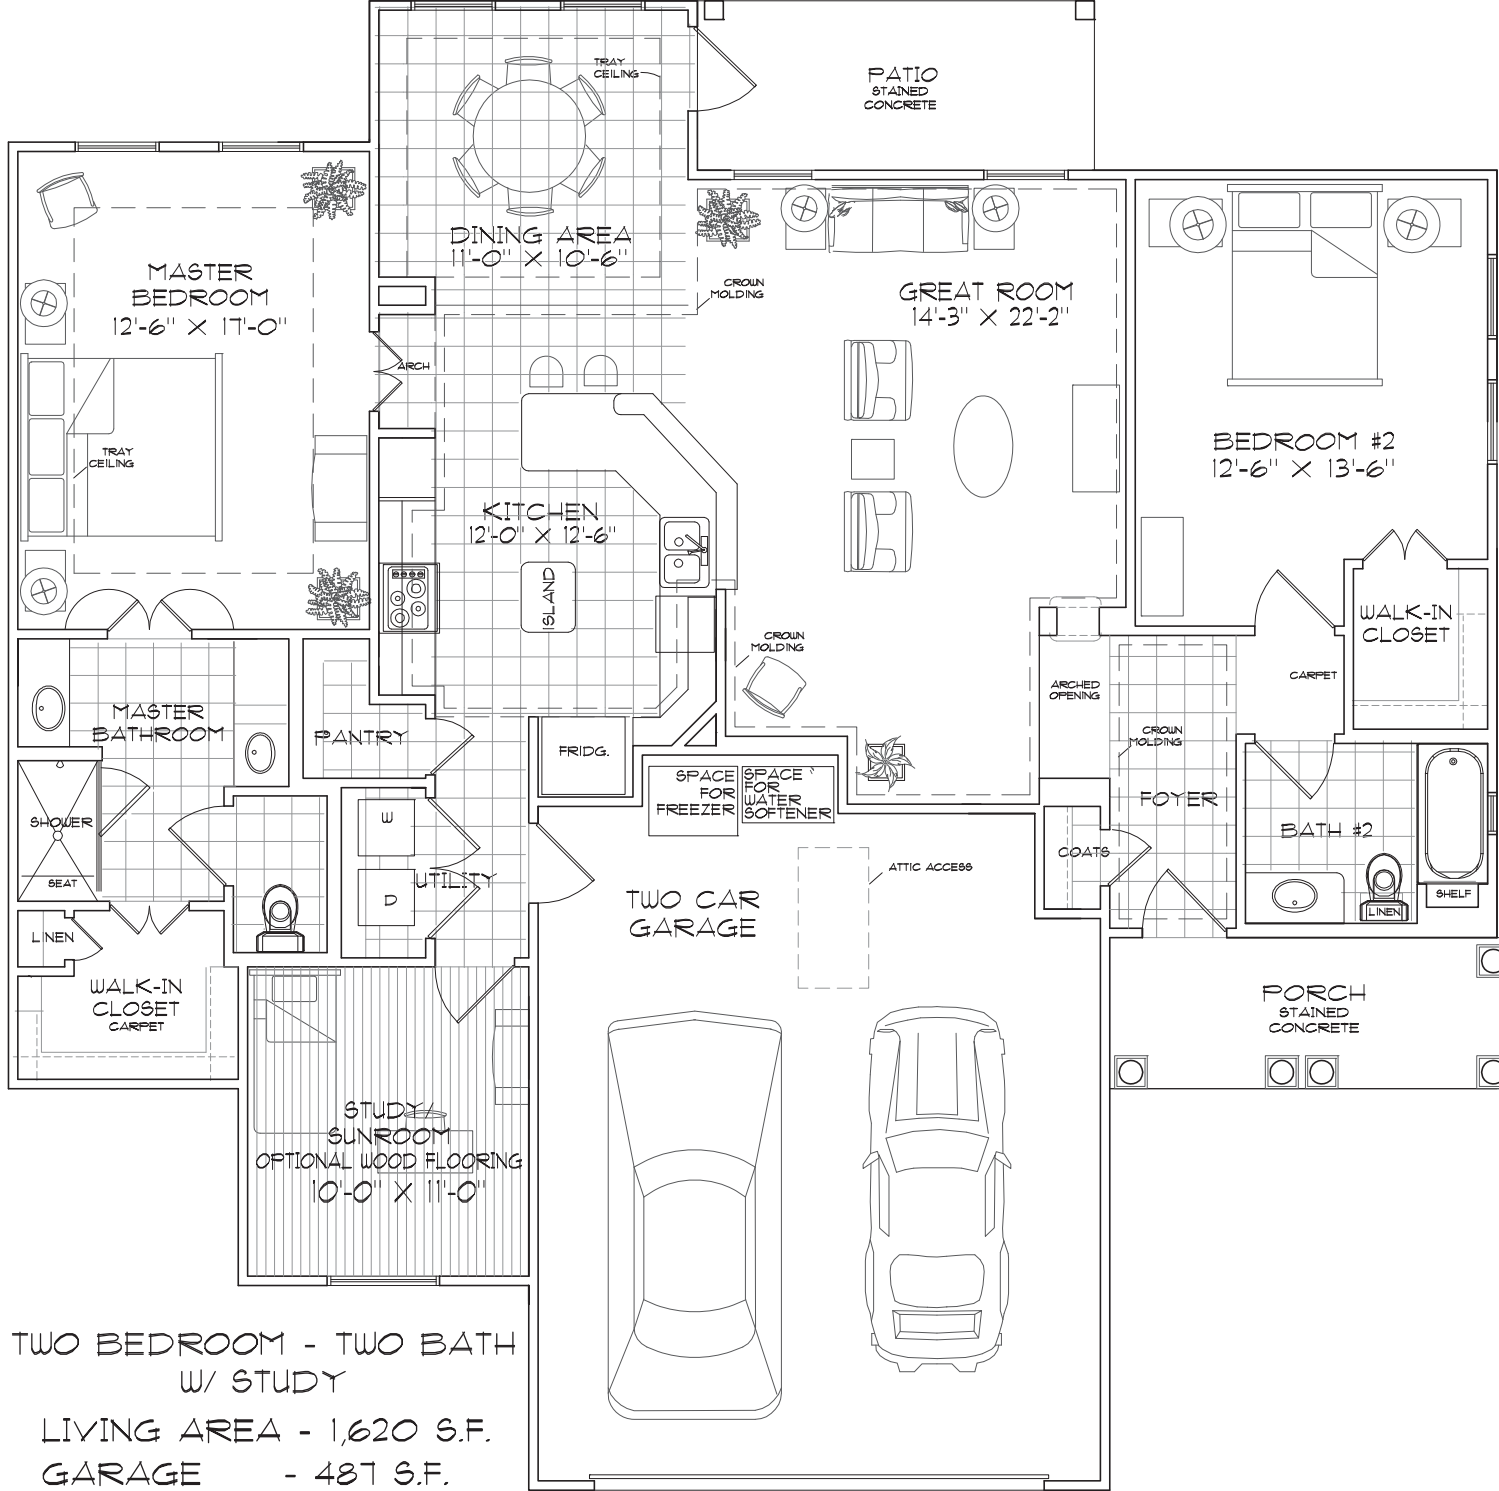 TRAY
CEILING
PATIO
STAINED
CONCRETE
DINING AREA
11'-0" X 10'-6"
MASTER
BEDROOM
12'-6" X 17'-0"
CROWN
MOLDING
GREAT ROOM
14'-3" X 22'-2"
ARCH
TRAY
CEILING
BEDROOM #2
12'-6" X 13'-6"
KITCHEN
12'-0" X 12'-6"
ISLAND
WALK-IN
CLOSET
CROWN
MOLDING
ARCHED
OPENING
CARPET
MASTER
BATHROOM
PANTRY
FRIDG.
CROWN
MOLDING
SPACE
FOR
FREEZER
SPACE
FOR
WATER
SOFTENER
FOYER
SHOWER
W
BATH #2
COATS
SEAT
UTILITY
D
ATTIC ACCESS
TWO CAR
GARAGE
SHELF
LINEN
LINEN
WALK-IN
CLOSET
CARPET
PORCH
STAINED
CONCRETE
STUDY/
SUNROOM
OPTIONAL WOOD FLOORING
10'-0" X 11'-0"
TWO BEDROOM - TWO BATH
W/ STUDY
LIVING AREA - 1,620 S.F.
GARAGE - 487 S.F.